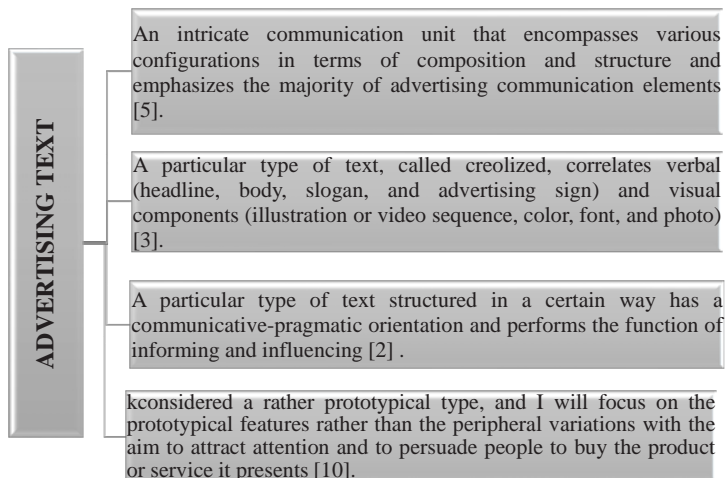 ADVERTISING TEXT
An intricate communication unit that encompasses various
configurations in terms of composition and structure and
emphasizes the majority of advertising communication elements
[5].
A particular type of text, called creolized, correlates verbal
(headline, body, slogan, and advertising sign) and visual
components (illustration or video sequence, color, font, and photo)
[3].
A particular type of text structured in a certain way has a
communicative-pragmatic orientation and performs the function of
informing and influencing [2] .
kconsidered a rather prototypical type, and I will focus on the
prototypical features rather than the peripheral variations with the
aim to attract attention and to persuade people to buy the product
or service it presents [10].